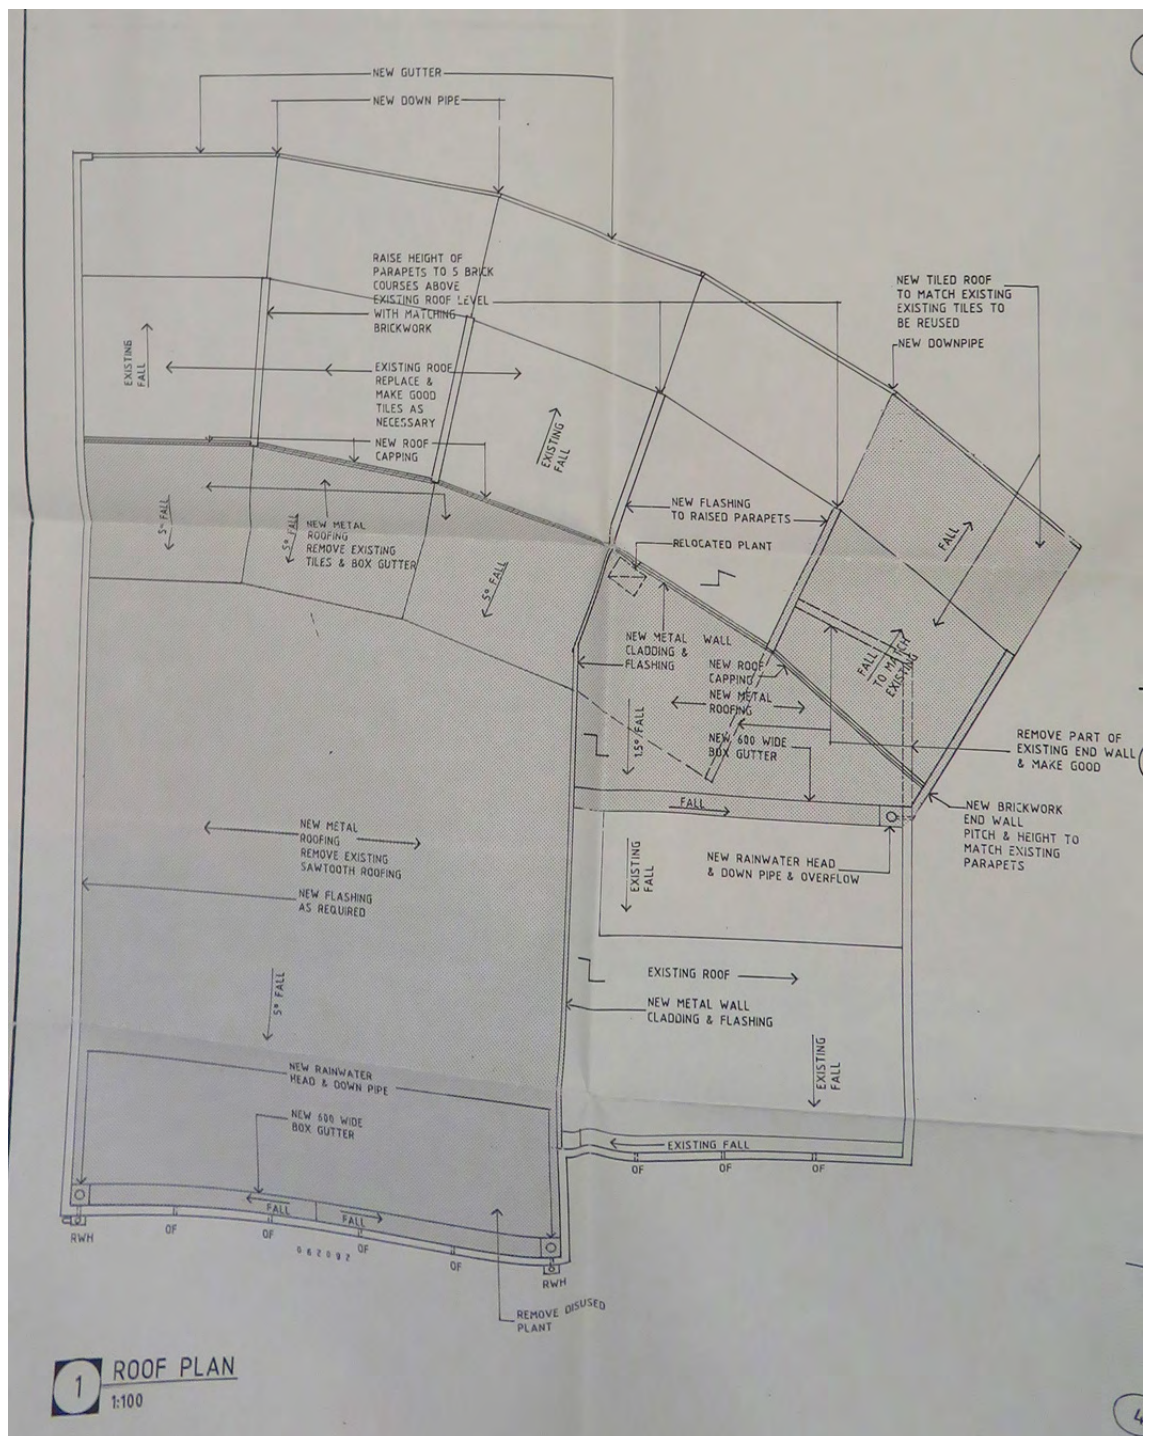 NEW GUTTER
NEW DOWN PIPE
RAISE HEIGHT OF
PARAPETS TO 5 BRICK
COURSES ABOVE
EXISTING ROOF LEVEL
WITH MATCHING
BRICKWORK
NEW TILED ROOF
TO MATCH EXISTING
EXISTING TILES TO
BE REUSED
NEW DOWNPIPE
EXISTING
FALL
EXISTING ROOF
REPLACE &
MAKE GOOD
TILES AS
NECESSARY
NEW ROOF
CAPPING
EXISTING
FALL
NEW FLASHING
TO RAISED PARAPETS
RELOCATED PLANT
FALL
5° FALL
5° FALL
NEW METAL
ROOFING
REMOVE EXISTING
TILES & BOX GUTTER
5° FALL
NEW METAL WALL
CLADDING &
FLASHING
NEW ROOF
CAPPING
NEW METAL
ROOFING
FALL
TO MATCH
EXISTING
1.5° FALL
NEW 600 WIDE
BOX GUTTER
REMOVE PART OF
EXISTING END WALL
& MAKE GOOD
FALL
NEW BRICKWORK
END WALL
PITCH & HEIGHT TO
MATCH EXISTING
PARAPETS
NEW METAL
ROOFING
REMOVE EXISTING
SAWTOOTH ROOFING
EXISTING
FALL
NEW RAINWATER HEAD
& DOWN PIPE & OVERFLOW
NEW FLASHING
AS REQUIRED
EXISTING ROOF
5° FALL
NEW METAL WALL
CLADDING & FLASHING
EXISTING
FALL
NEW RAINWATER
HEAD & DOWN PIPE
NEW 600 WIDE
BOX GUTTER
EXISTING FALL
OF OF OF
FALL FALL
RWH OF OF OF OF RWH
062092
REMOVE DISUSED
PLANT
1 ROOF PLAN
1:100
4